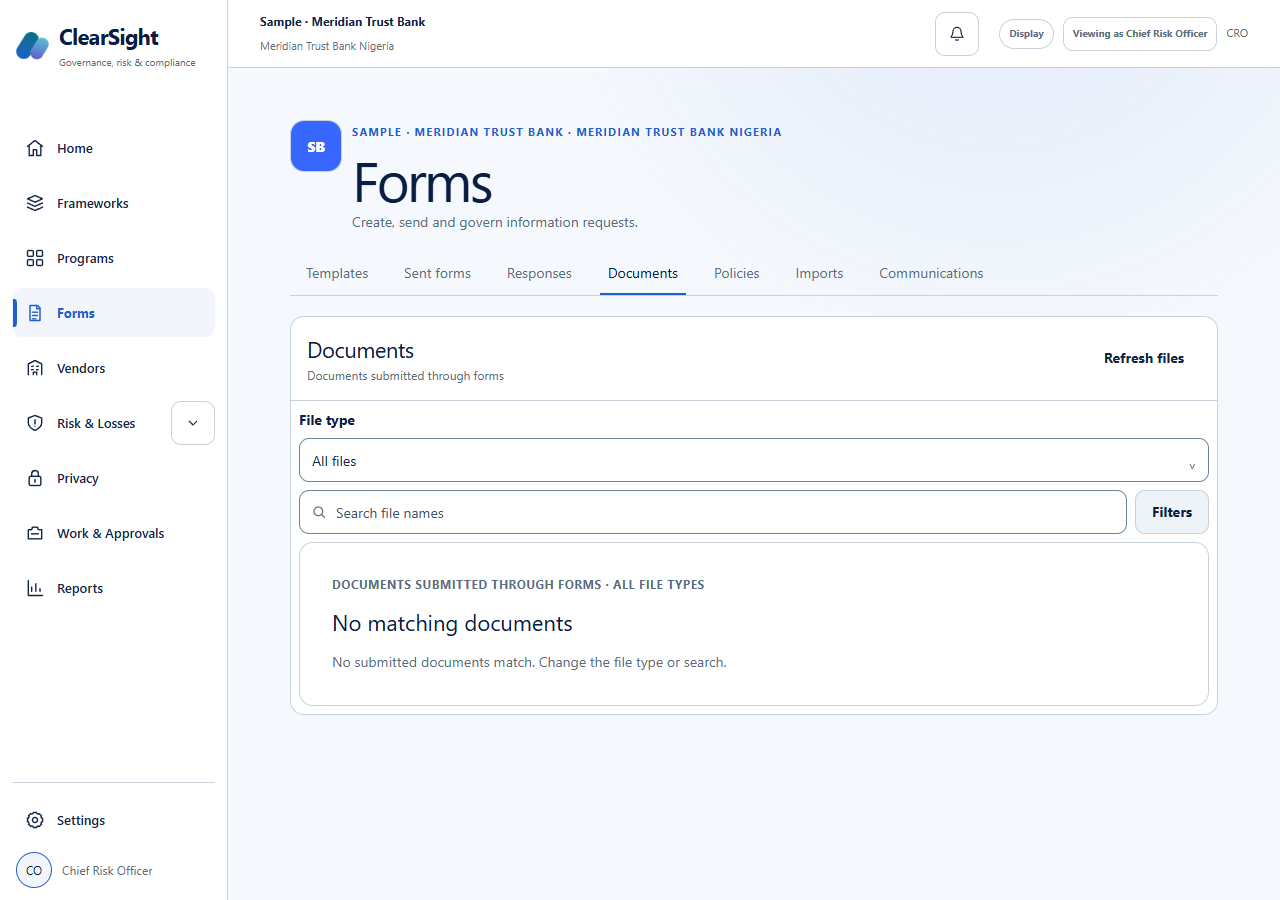 ClearSight
Governance, risk & compliance
Home
Frameworks
Programs
Forms
Vendors
Risk & Losses
Privacy
Work & Approvals
Reports
Settings
CO
Chief Risk Officer
Sample · Meridian Trust Bank
Meridian Trust Bank Nigeria
Display
Viewing as Chief Risk Officer
CRO
SB
SAMPLE · MERIDIAN TRUST BANK · MERIDIAN TRUST BANK NIGERIA
Forms
Create, send and govern information requests.
Templates
Sent forms
Responses
Documents
Policies
Imports
Communications
Documents
Documents submitted through forms
Refresh files
File type
All files
v
Search file names
Filters
DOCUMENTS SUBMITTED THROUGH FORMS · ALL FILE TYPES
No matching documents
No submitted documents match. Change the file type or search.